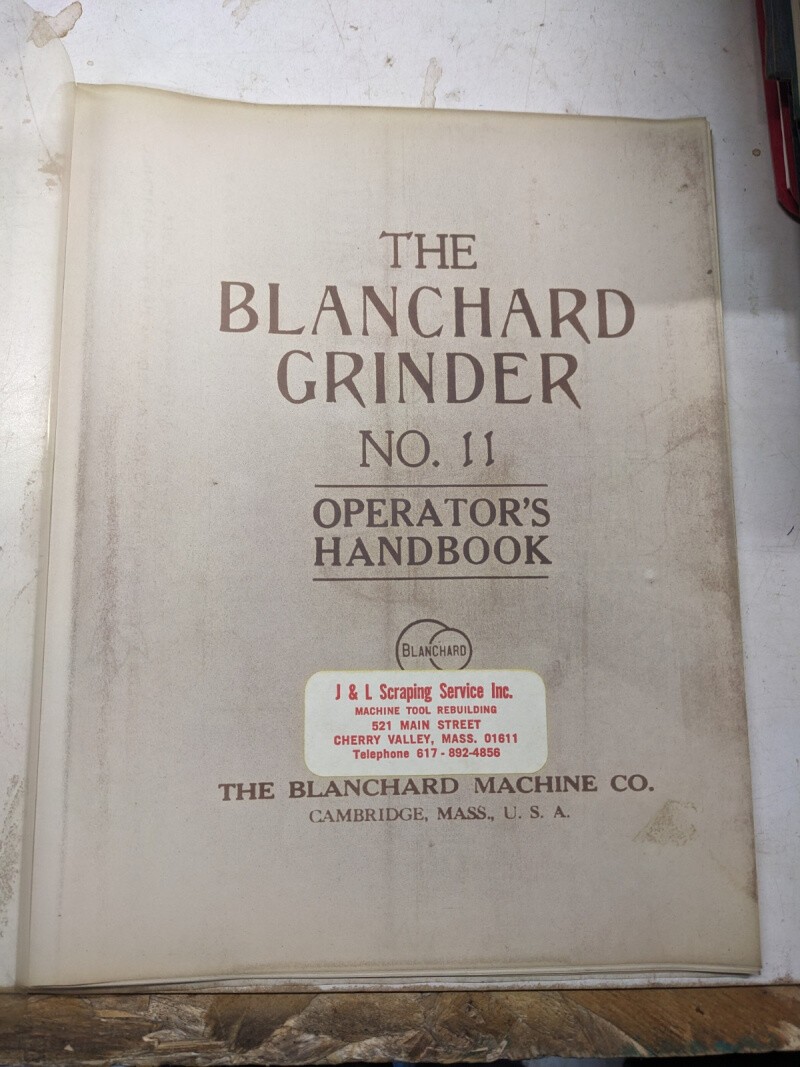 THE
BLANCHARD
GRINDER
NO. 11
OPERATOR'S
HANDBOOK
BLANCHARD
J & L Scraping Service Inc.
MACHINE TOOL REBUILDING
521 MAIN STREET
CHERRY VALLEY, MASS. 01611
Telephone 617-892-4856
THE BLANCHARD MACHINE CO.
CAMBRIDGE, MASS., U. S. A.